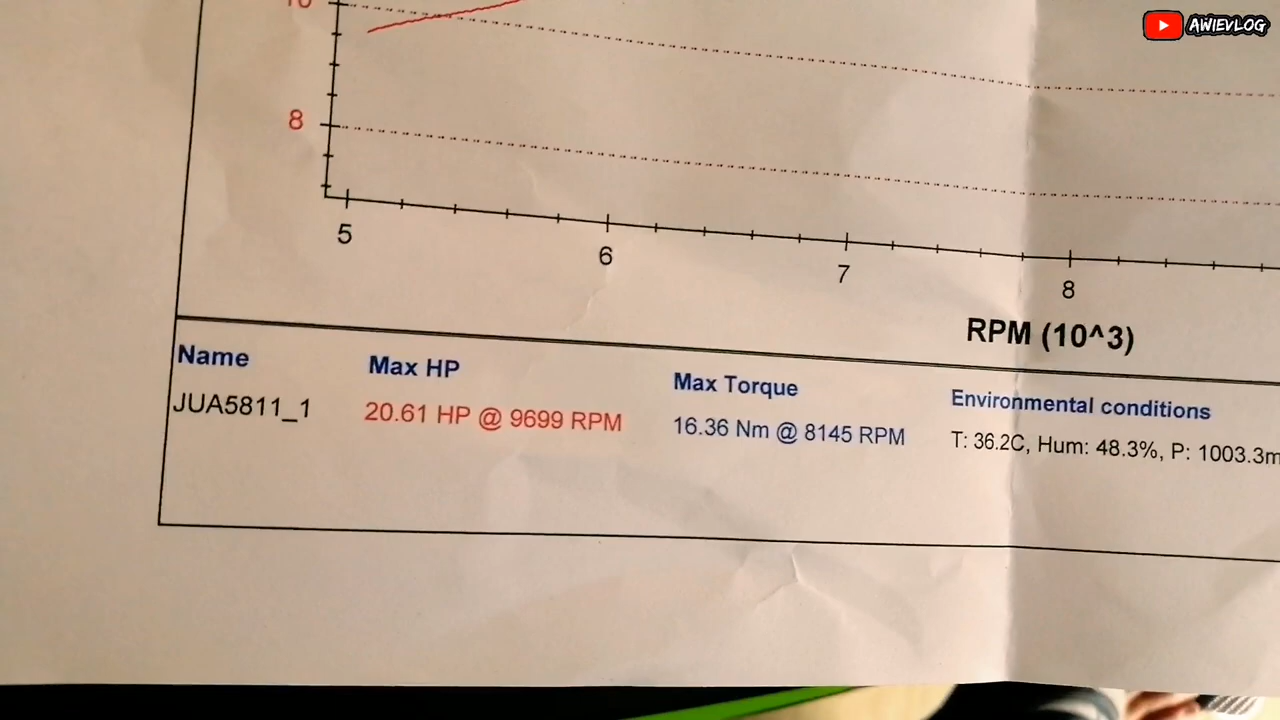 AWIEVLOG
10
8
5 6 7 8
RPM (10^3)
Name Max HP Max Torque Environmental conditions
JUA5811_1 20.61 HP @ 9699 RPM 16.36 Nm @ 8145 RPM T: 36.2C, Hum: 48.3%, P: 1003.3m